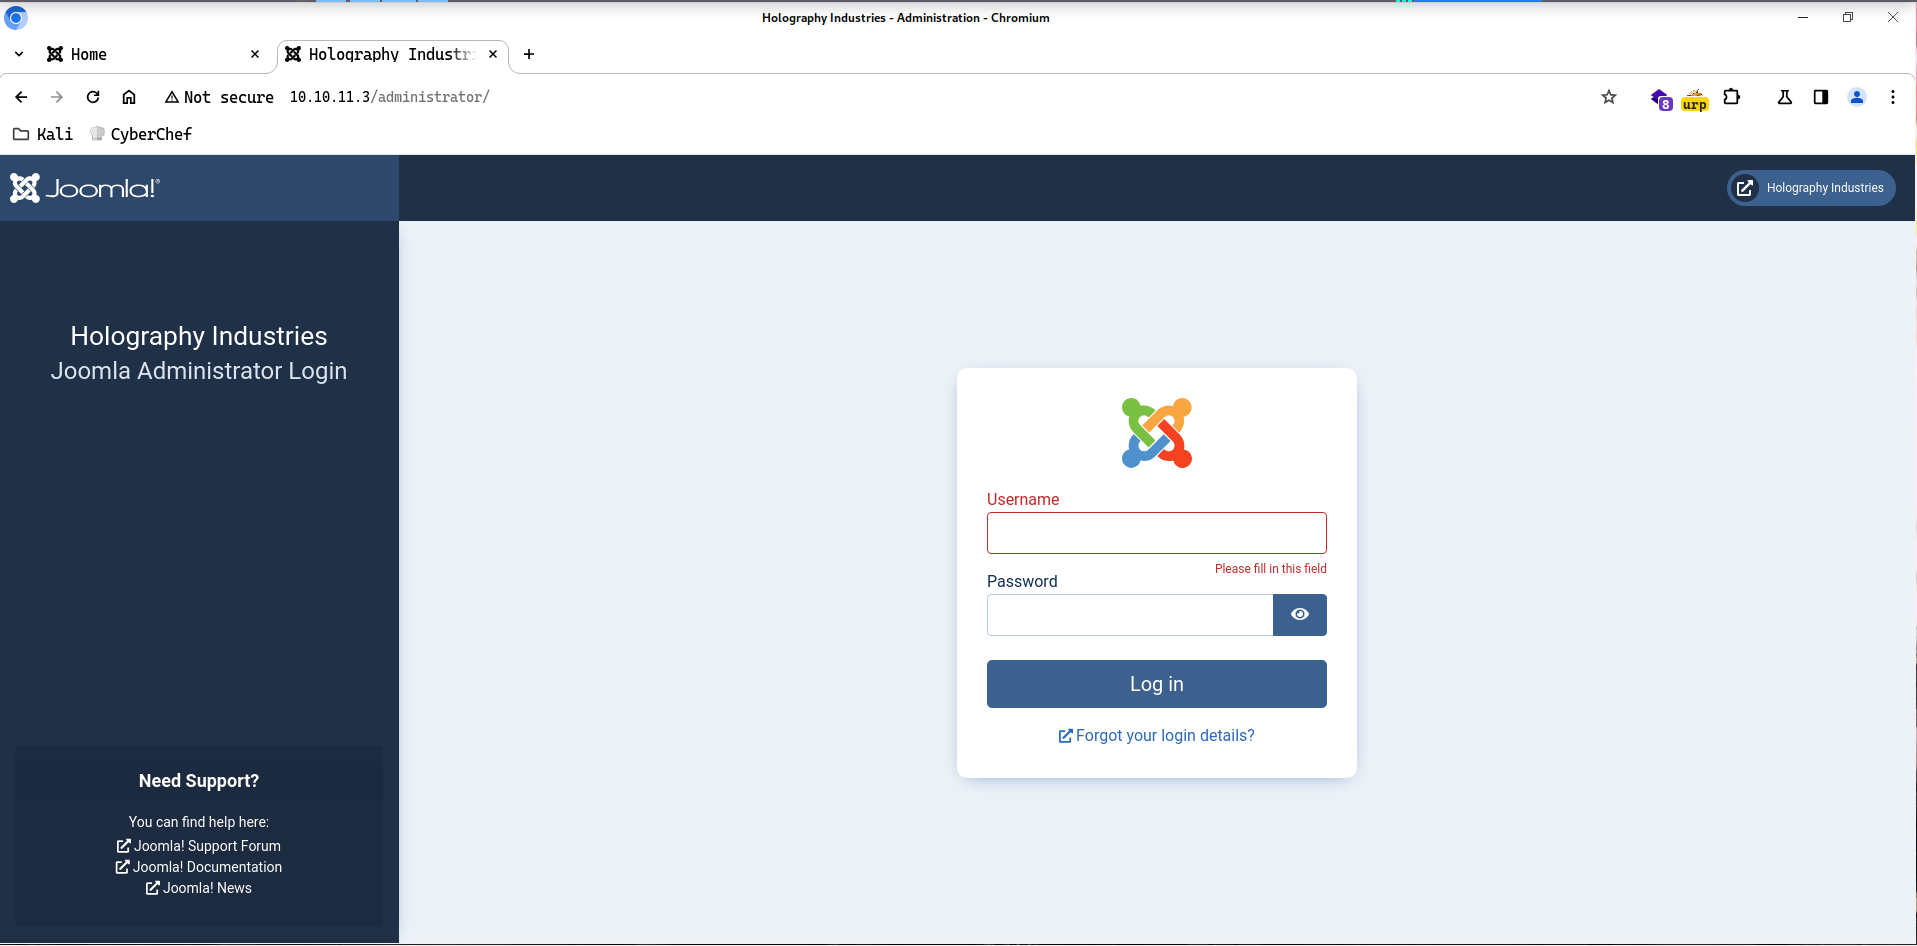 Holography Industries - Administration - Chromium
Home
Holography Industr
Not secure 10.10.11.3/administrator/
8
urp
Kali
CyberChef
Joomla!®
Holography Industries
Holography Industries
Joomla Administrator Login
Username
Please fill in this field
Password
Log in
Forgot your login details?
Need Support?
You can find help here:
Joomla! Support Forum
Joomla! Documentation
Joomla! News